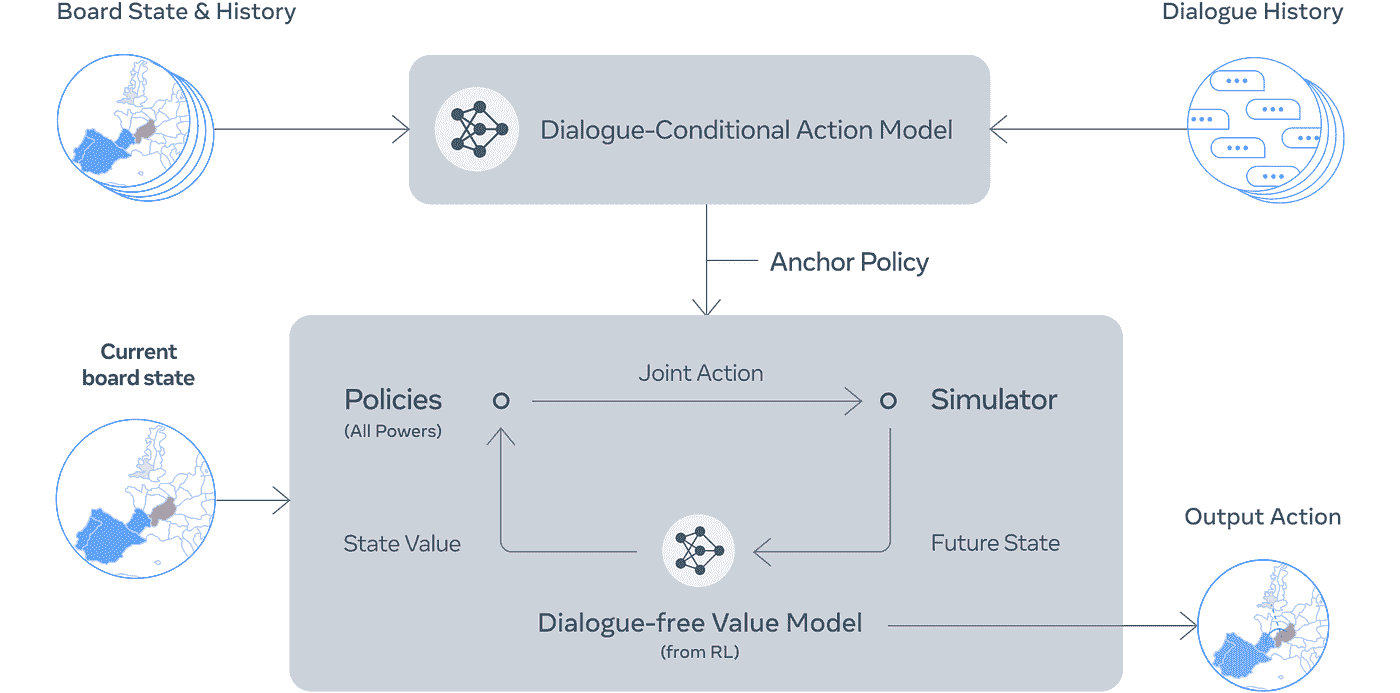 Board State & History
Dialogue History
Dialogue-Conditional Action Model
Anchor Policy
Current
board state
Joint Action
Policies
(All Powers)
Simulator
State Value
Future State
Output Action
Dialogue-free Value Model
(from RL)